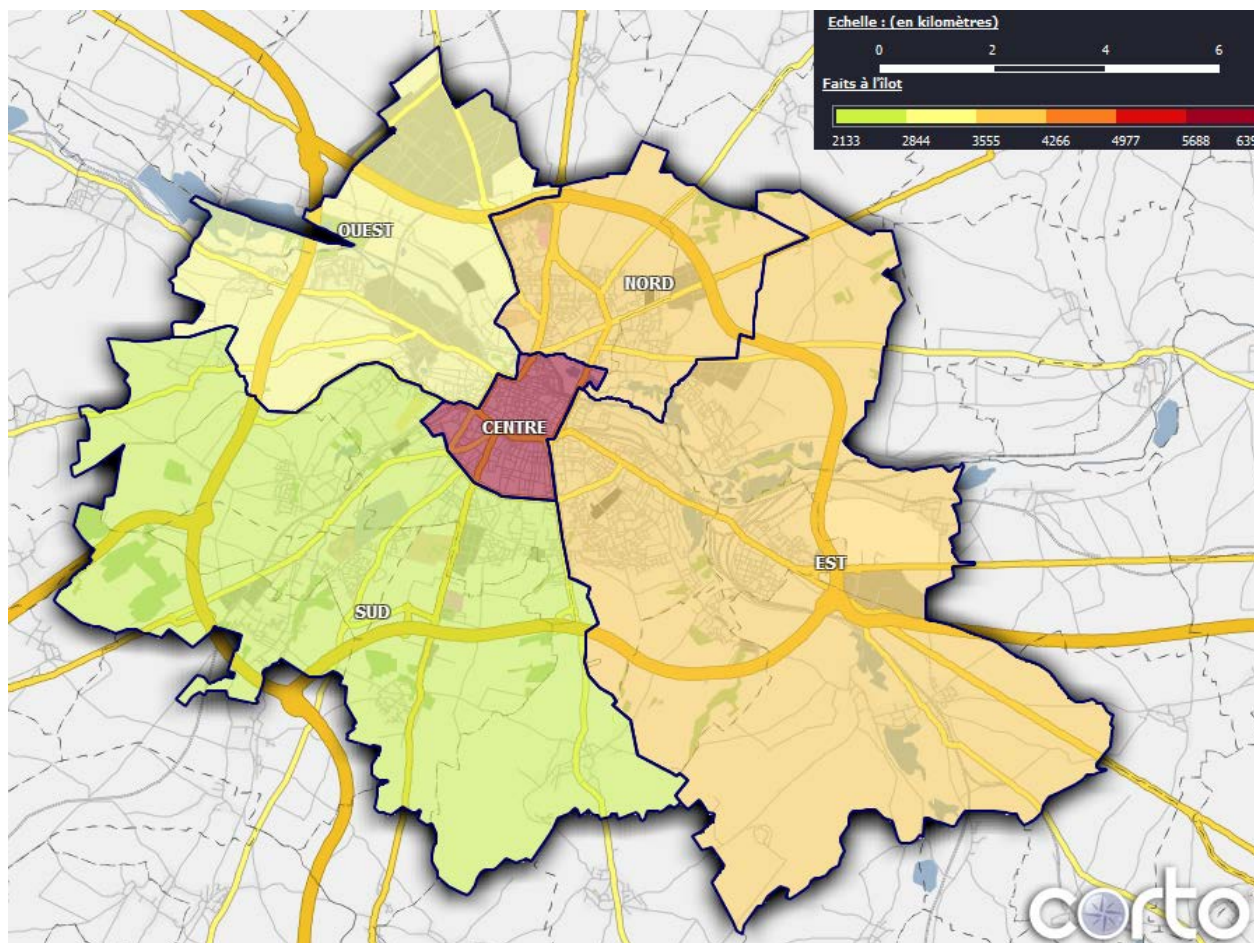 Echelle : (en kilomètres)
0 2 4 6
Faits à l'îlot
2133 2844 3555 4266 4977 5688 639
OUEST
NORD
CENTRE
EST
SUD
corto